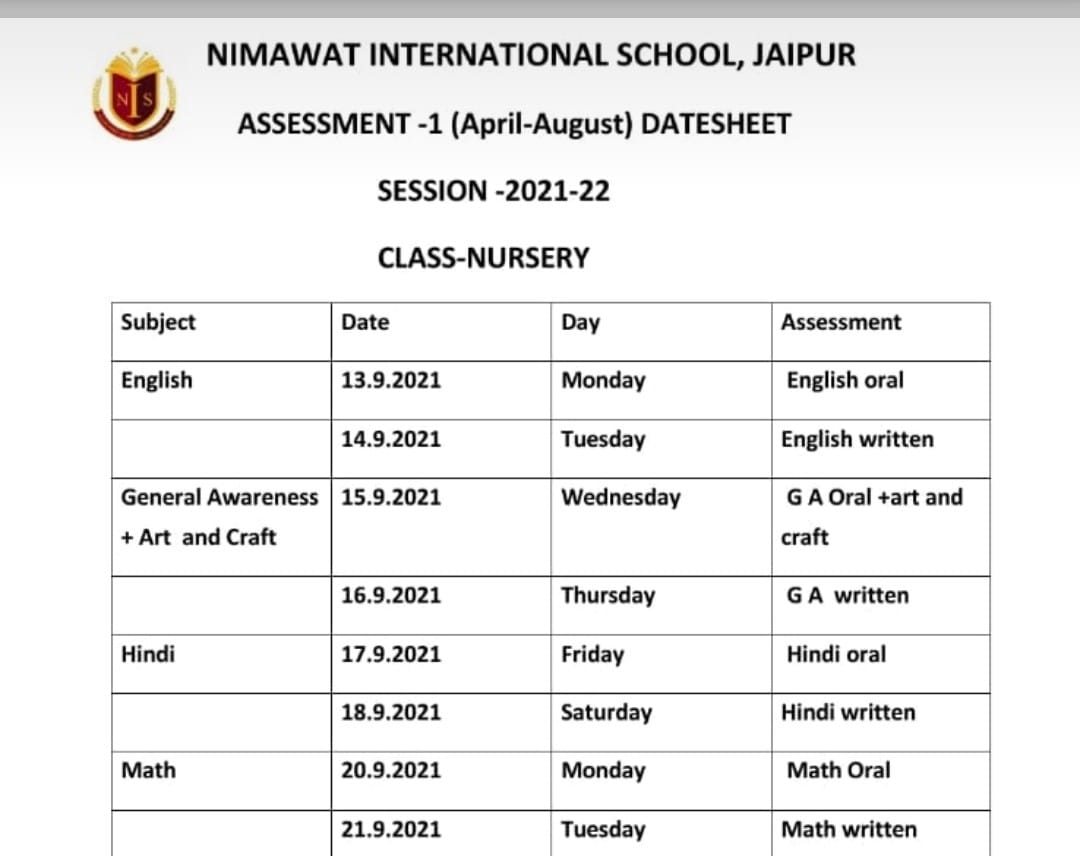 NIMAWAT INTERNATIONAL SCHOOL, JAIPUR
N I S
ASSESSMENT -1 (April-August) DATESHEET
SESSION -2021-22
CLASS-NURSERY
Subject Date Day Assessment
English 13.9.2021 Monday English oral
14.9.2021 Tuesday English written
General Awareness 15.9.2021 Wednesday G A Oral +art and
+ Art and Craft craft
16.9.2021 Thursday G A written
Hindi 17.9.2021 Friday Hindi oral
18.9.2021 Saturday Hindi written
Math 20.9.2021 Monday Math Oral
21.9.2021 Tuesday Math written